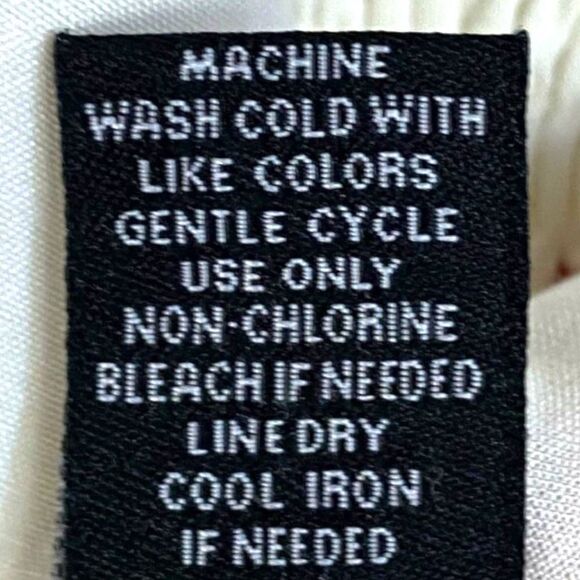 MACHINE
WASH COLD WITH
LIKE COLORS
GENTLE CYCLE
USE ONLY
NON-CHLORINE
BLEACH IF NEEDED
LINE DRY
COOL IRON
IF NEEDED